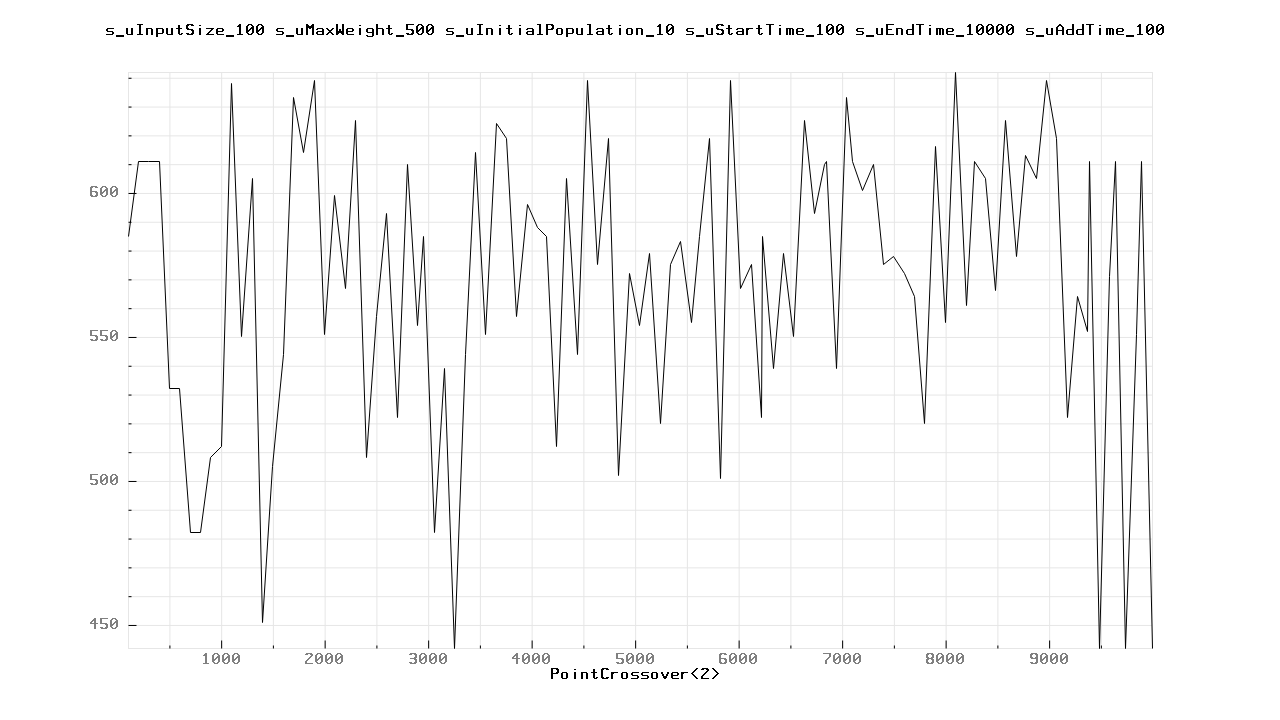 s_uInputSize_100 s_uMaxWeight_500 s_uInitialPopulation_10 s_uStartTime_100 s_uEndTime_10000 s_uAddTime_100
600
550
500
450
1000 2000 3000 4000 5000 6000 7000 8000 9000
PointCrossover<2>